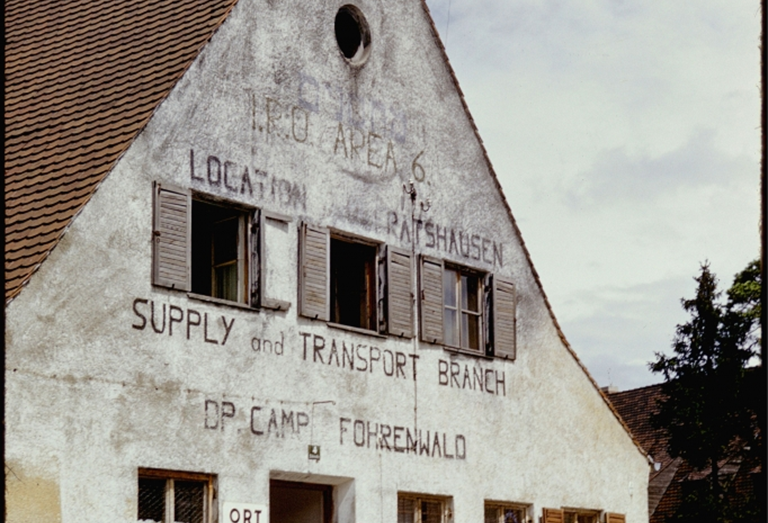 I.R.O. AREA 6.
LOCATION RATSHAUSEN
SUPPLY and TRANSPORT BRANCH
DP. CAMP FOHRENWALD
ORT